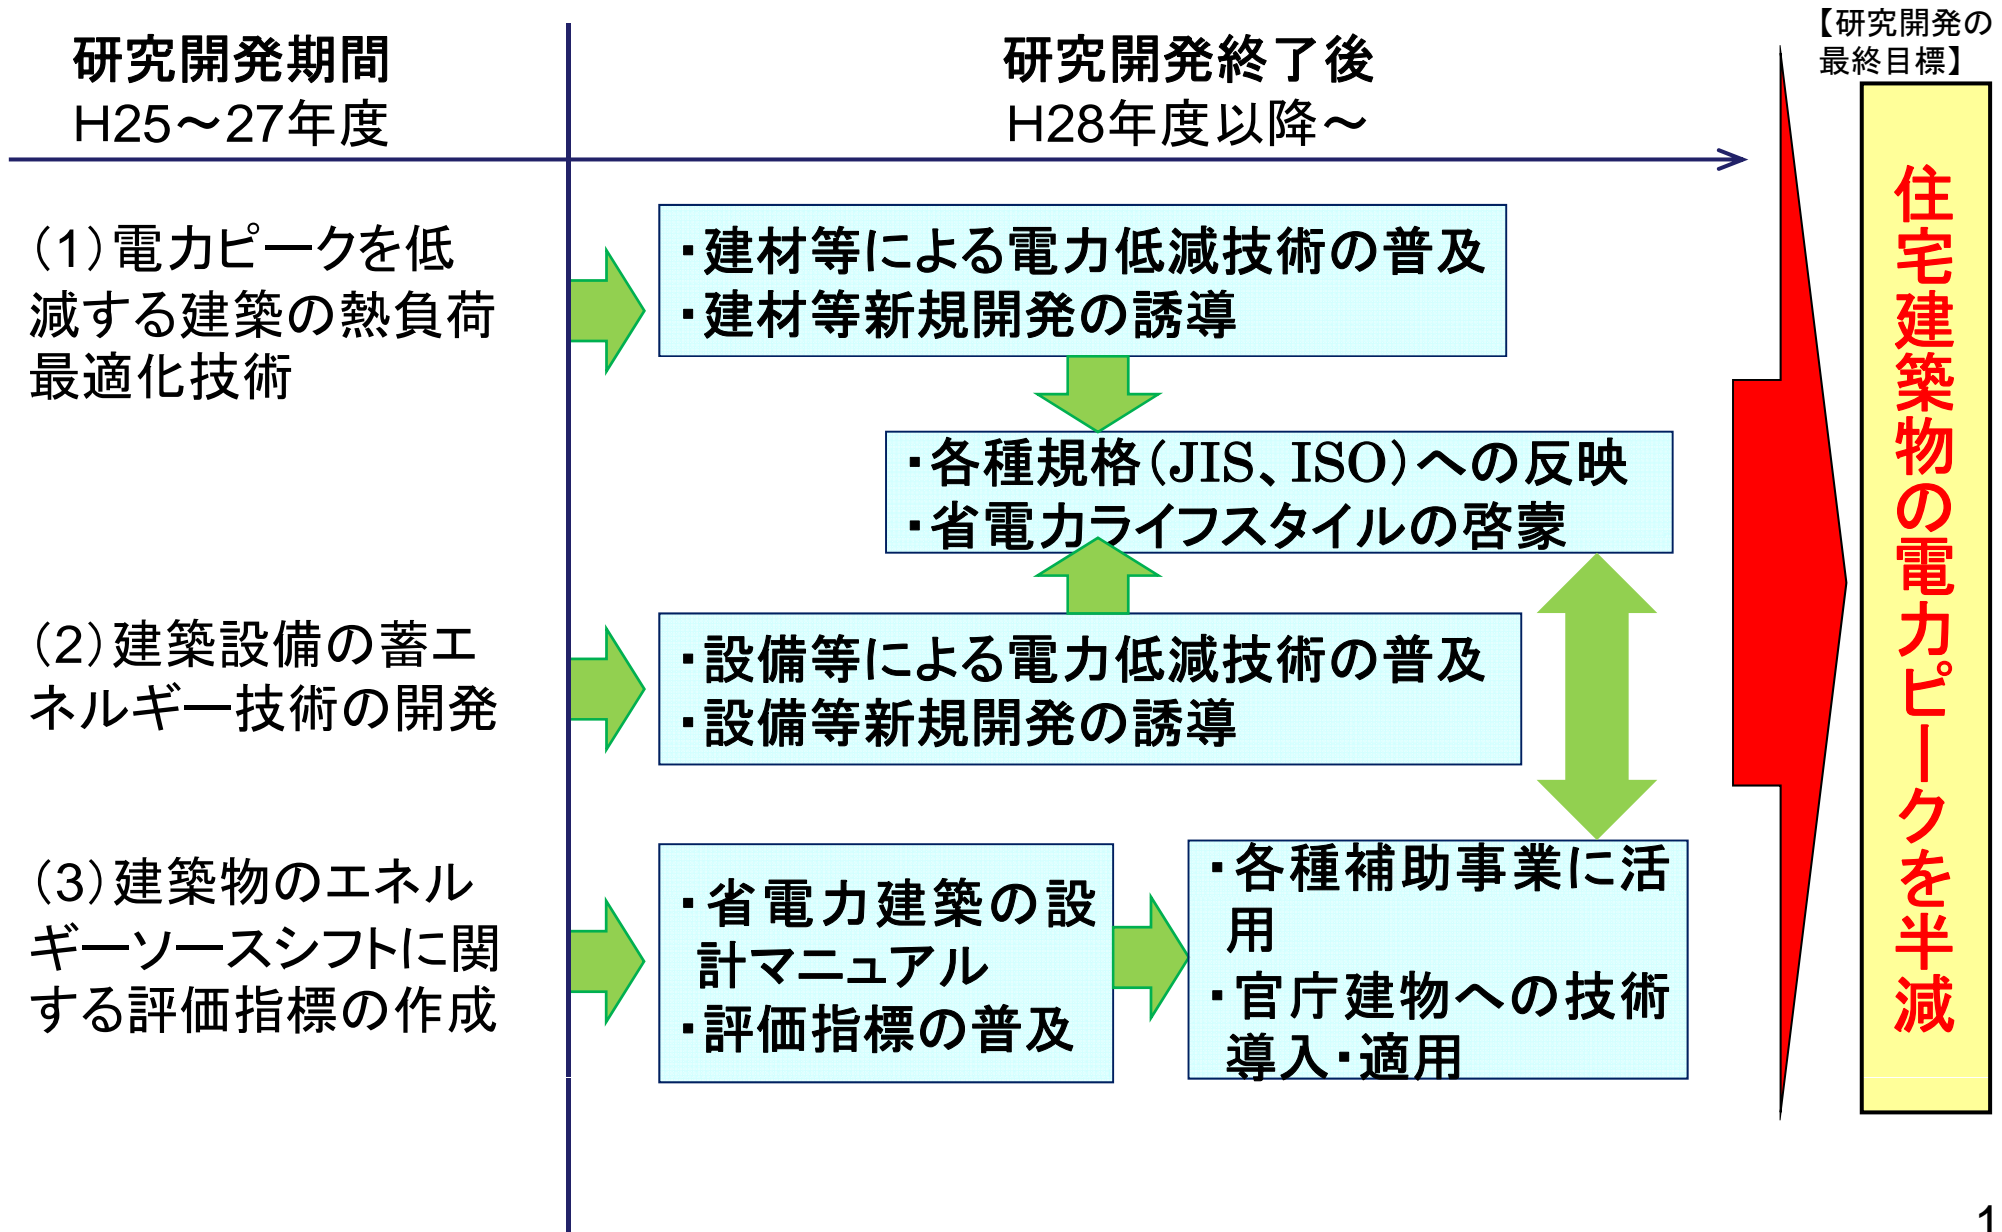 研究開発期間
H25～27年度
研究開発終了後
H28年度以降～
【研究開発の
最終目標】
（1）電力ピークを低
減する建築の熱負荷
最適化技術
・建材等による電力低減技術の普及
・建材等新規開発の誘導
・各種規格（JIS、ISO）への反映
・省電力ライフスタイルの啓蒙
（2）建築設備の蓄エ
ネルギー技術の開発
・設備等による電力低減技術の普及
・設備等新規開発の誘導
（3）建築物のエネル
ギーソースシフトに関
する評価指標の作成
・省電力建築の設
計マニュアル
・評価指標の普及
・各種補助事業に活
用
・官庁建物への技術
導入・適用
住宅建築物の電力ピークを半減
1